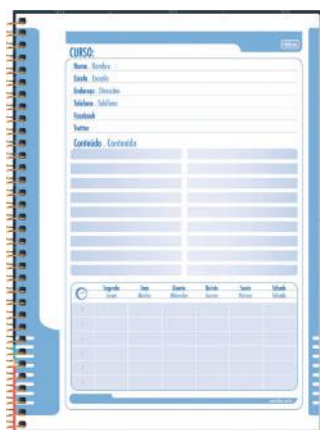 tilibra
CURSO:
Nome . Nombre :
Escola . Escuela
Endereço . Dirección
Telefone . Teléfono
Facebook
Twitter
Conteúdo . Contenido
Segunda Terça Quarta Quinta Sexta Sábado
Lunes Martes Miércoles Jueves Viernes Sábado